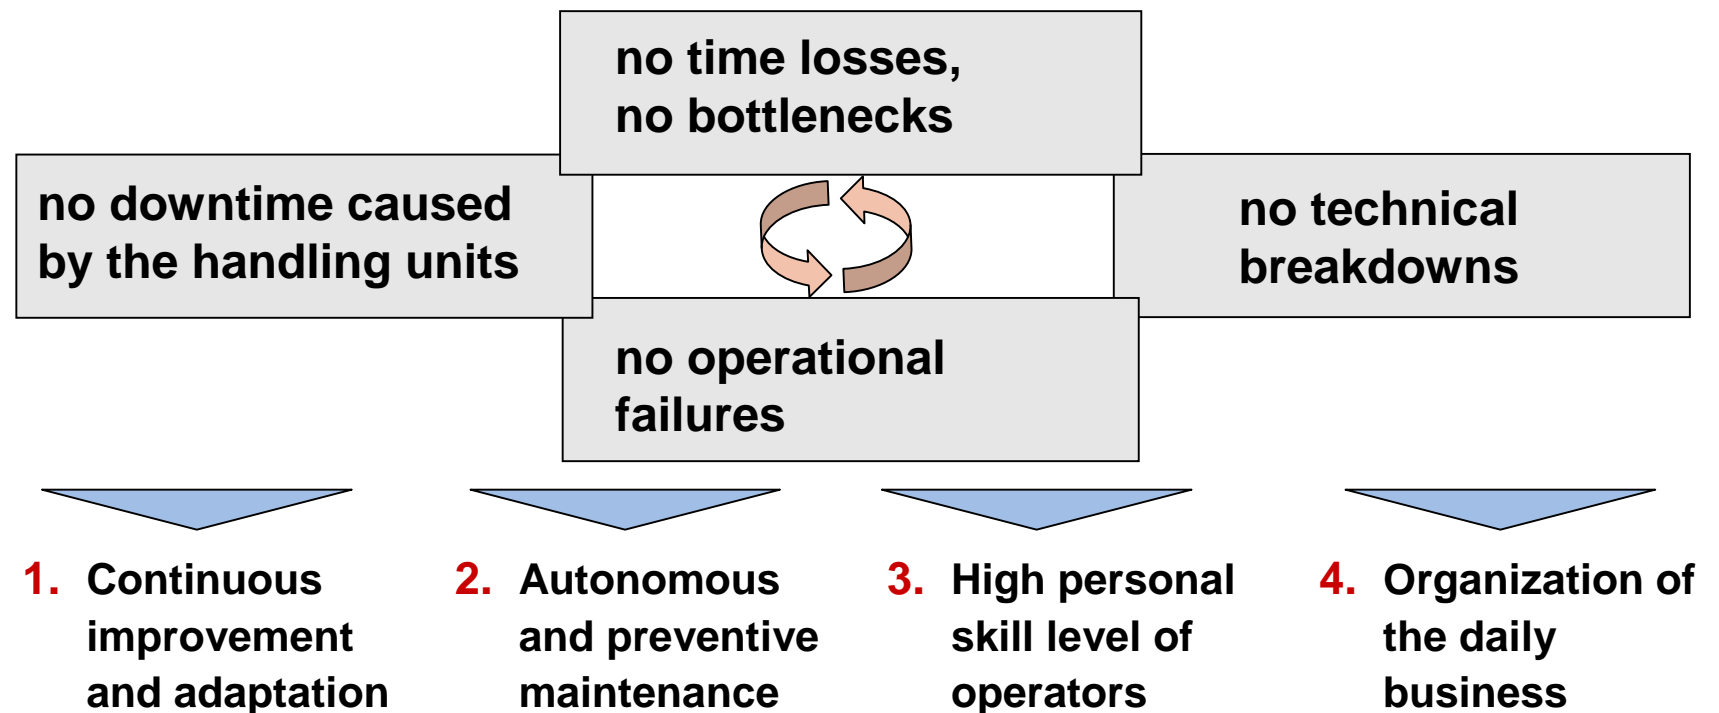 no time losses,
no bottlenecks
no downtime caused
by the handling units
no technical
breakdowns
no operational
failures
1. Continuous
improvement
and adaptation
2. Autonomous
and preventive
maintenance
3. High personal
skill level of
operators
4. Organization of
the daily
business